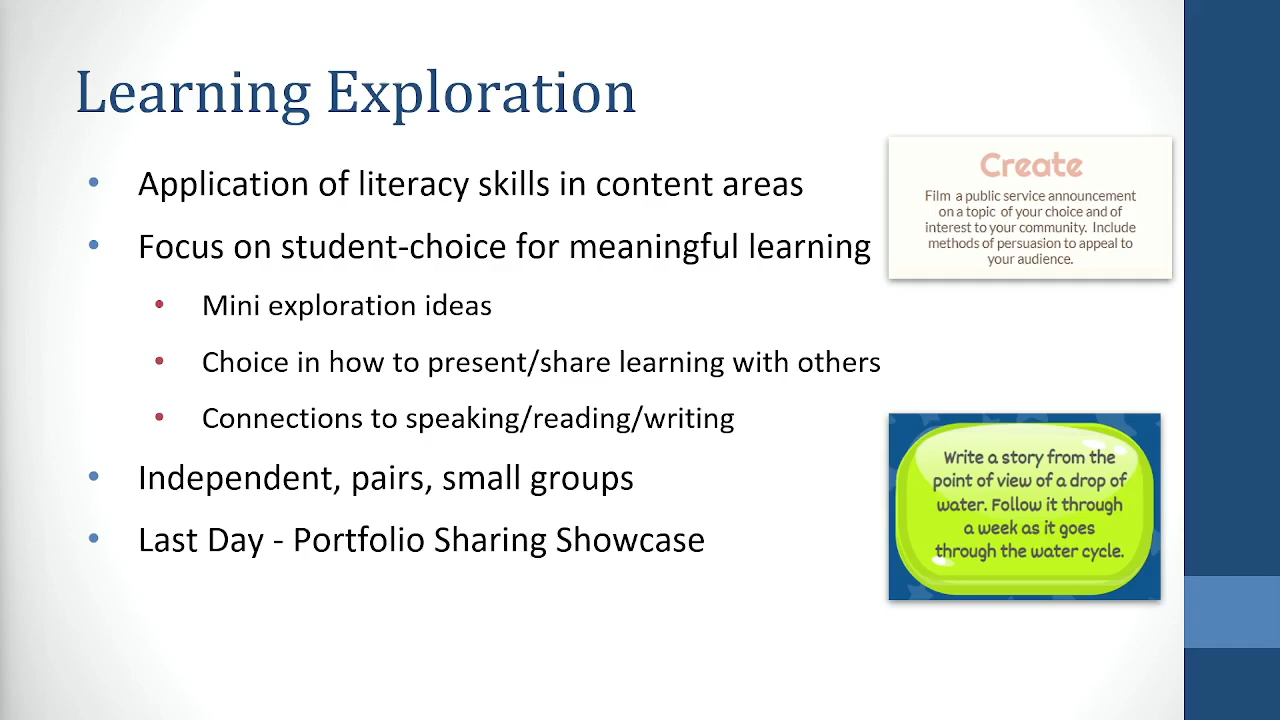 Learning Exploration
Application of literacy skills in content areas
Focus on student-choice for meaningful learning
Mini exploration ideas
Choice in how to present/share learning with others
Connections to speaking/reading/writing
Independent, pairs, small groups
Last Day - Portfolio Sharing Showcase
Create
Film a public service announcement
on a topic of your choice and of
interest to your community. Include
methods of persuasion to appeal to
your audience.
Write a story from the
point of view of a drop of
water. Follow it through
a week as it goes
through the water cycle.